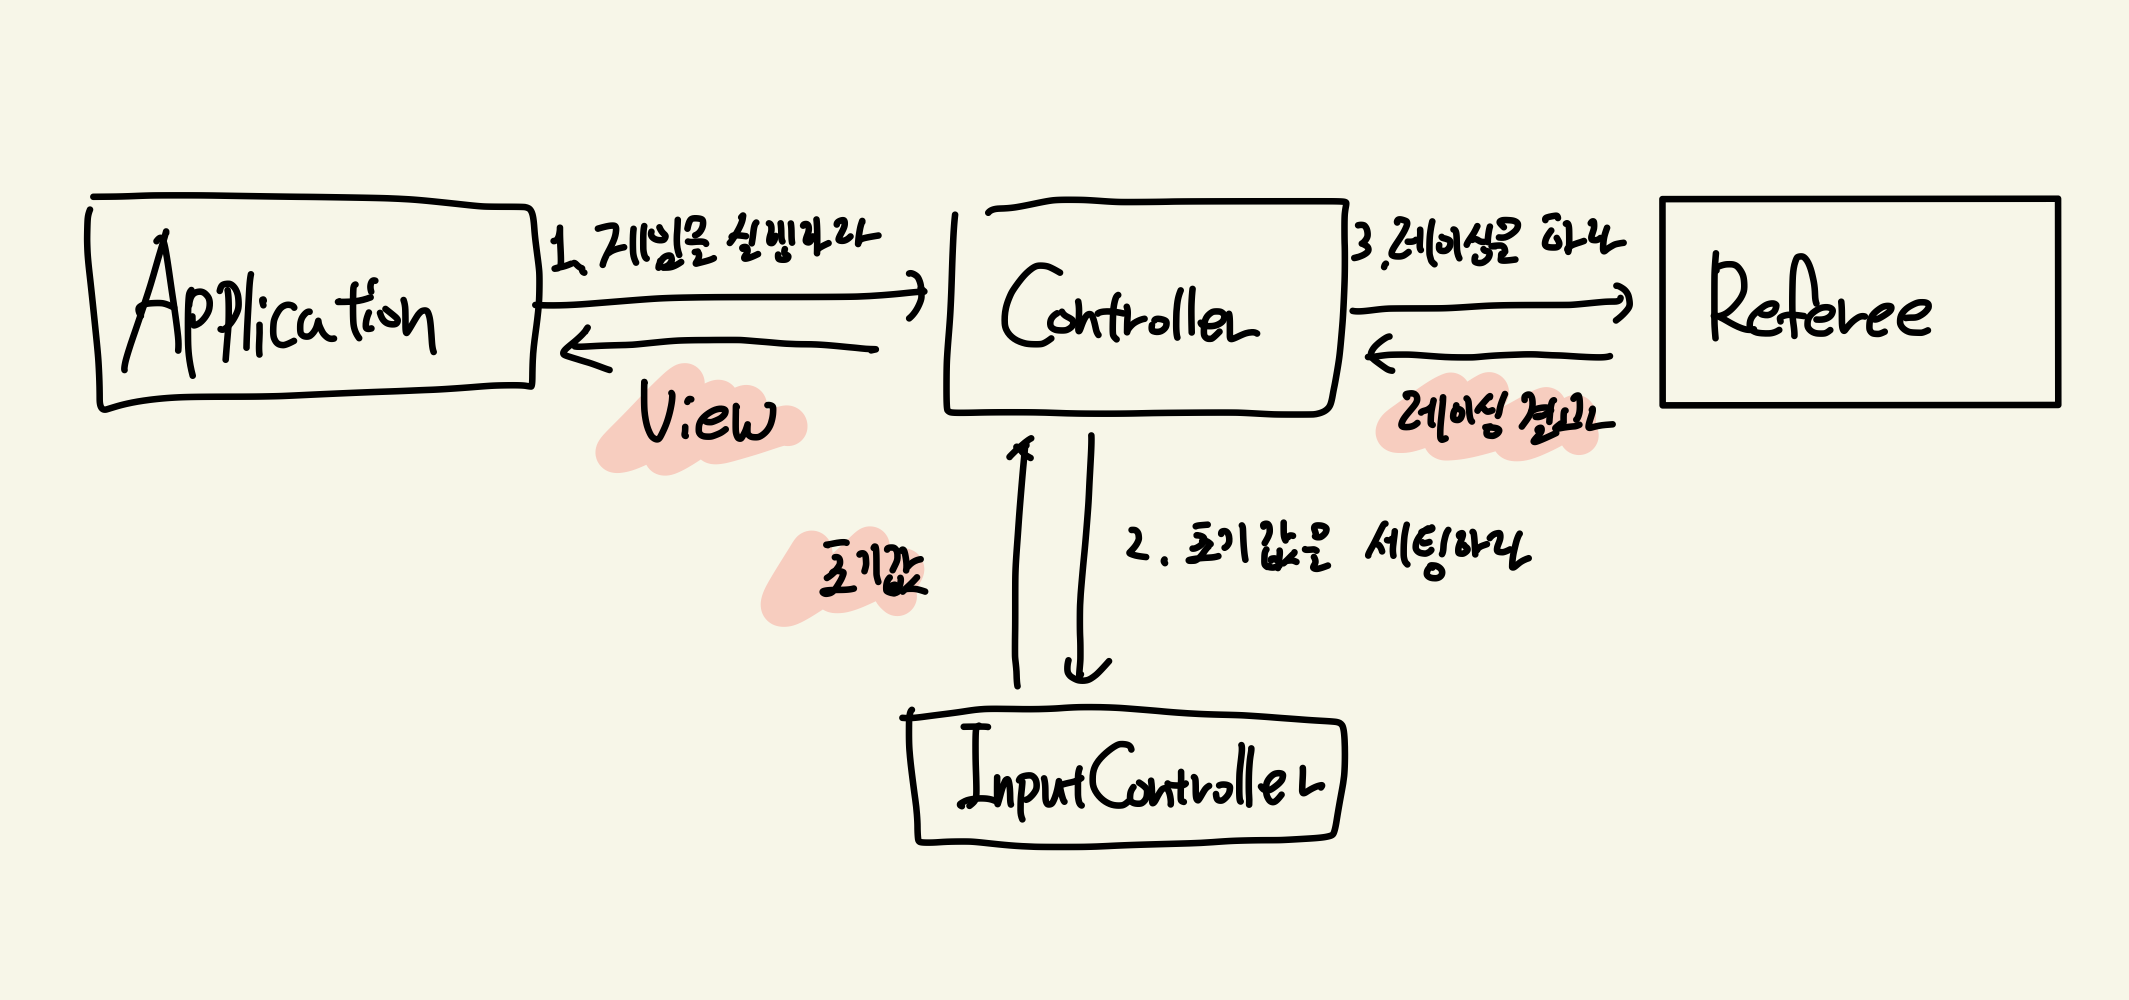 Application
1. 게임을 실행하라
View
Controller
3. 레이싱을 하라
레이싱 결과
Referee
초기값
2. 초기값을 세팅하라
InputController